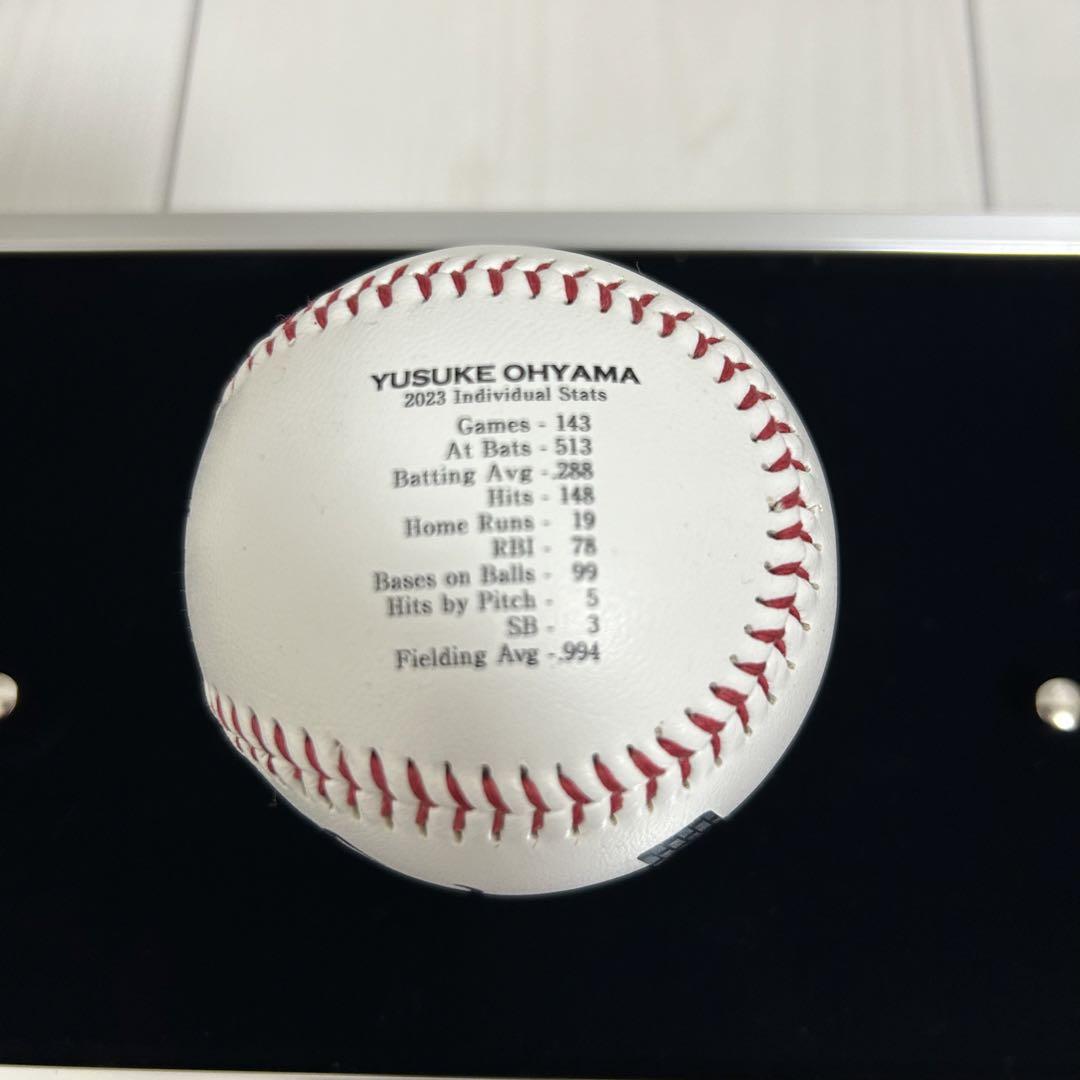 YUSUKE OHYAMA
2023 Individual Stats
Games - 143
At Bats - 513
Batting Avg - .288
Hits - 148
Home Runs - 19
RBI - 78
Bases on Balls - 99
Hits by Pitch - 5
SB - 3
Fielding Avg - .994